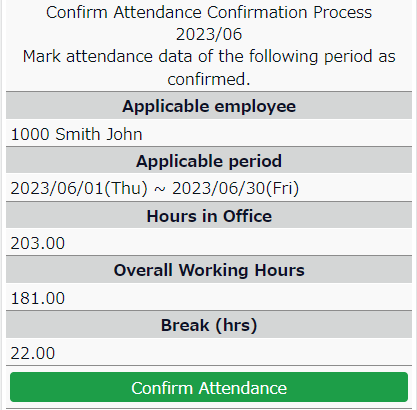 Confirm Attendance Confirmation Process
2023/06
Mark attendance data of the following period as
confirmed.
Applicable employee
1000 Smith John
Applicable period
2023/06/01(Thu) ~ 2023/06/30(Fri)
Hours in Office
203.00
Overall Working Hours
181.00
Break (hrs)
22.00
Confirm Attendance